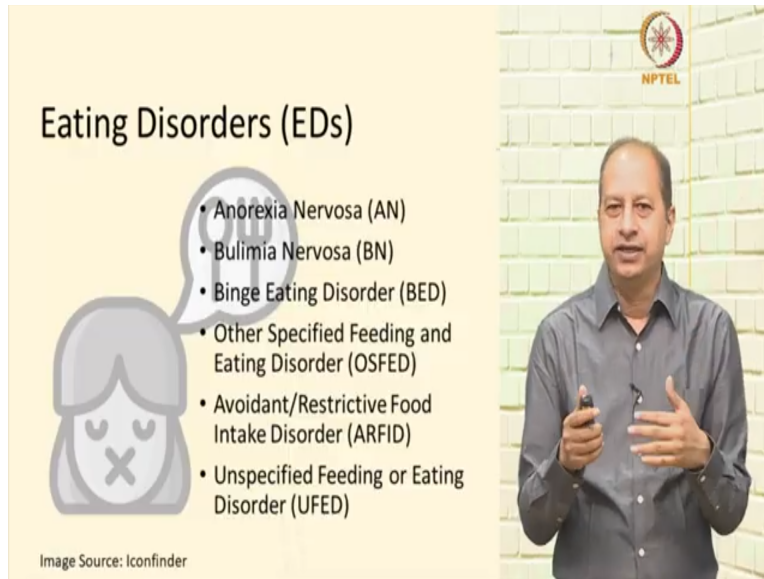 NPTEL
Eating Disorders (EDs)
• Anorexia Nervosa (AN)
• Bulimia Nervosa (BN)
• Binge Eating Disorder (BED)
• Other Specified Feeding and
Eating Disorder (OSFED)
• Avoidant/Restrictive Food
Intake Disorder (ARFID)
• Unspecified Feeding or Eating
Disorder (UFED)
Image Source: Iconfinder